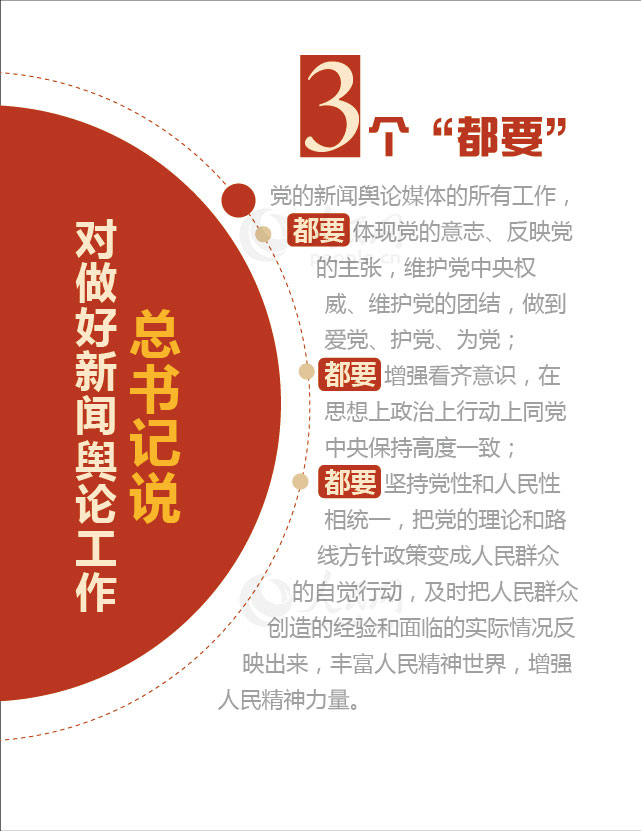 3个“都要”
总书记说
对做好新闻舆论工作
党的新闻舆论媒体的所有工作，
都要体现党的意志、反映党
的主张，维护党中央权
威、维护党的团结，做到
爱党、护党、为党；
都要增强看齐意识，在
思想上政治上行动上同党
中央保持高度一致；
都要坚持党性和人民性
相统一，把党的理论和路
线方针政策变成人民群众
的自觉行动，及时把人民群众
创造的经验和面临的实际情况反
映出来，丰富人民精神世界，增强
人民精神力量。